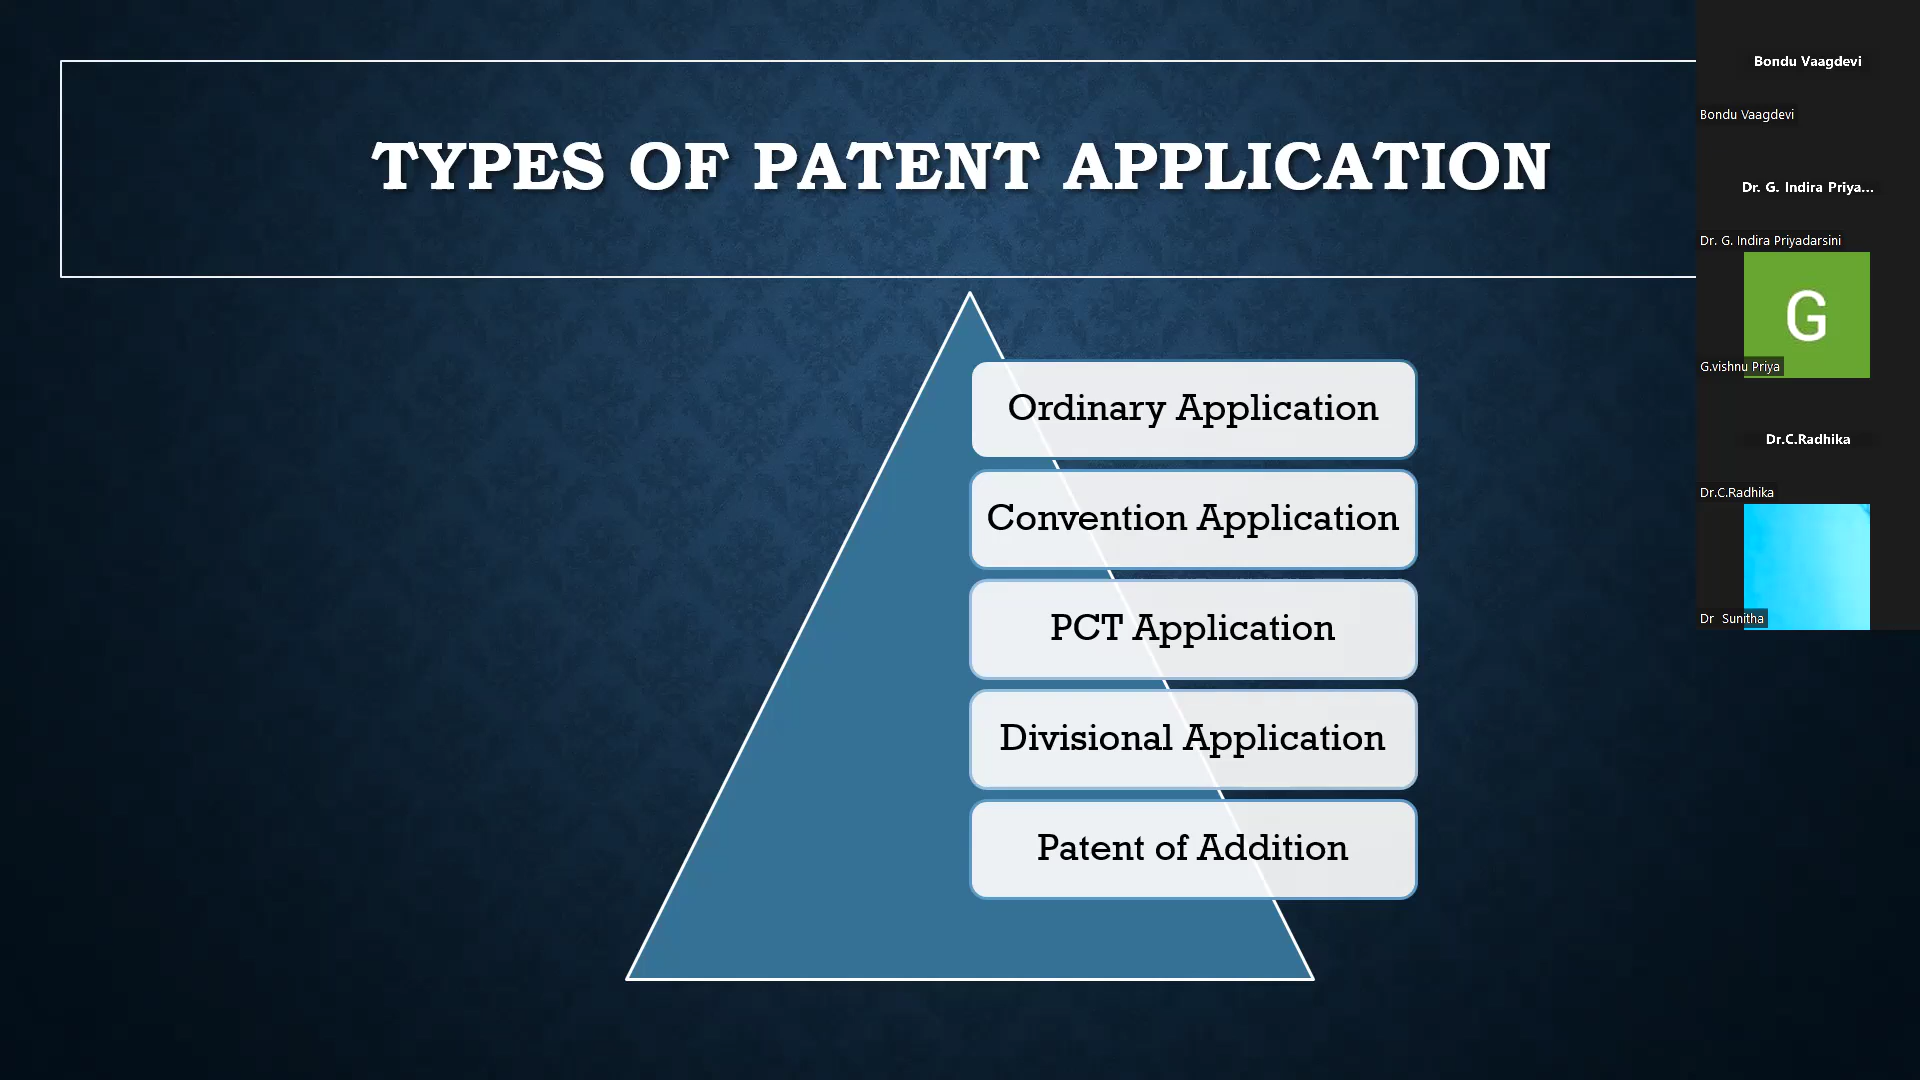 TYPES OF PATENT APPLICATION
Ordinary Application
Convention Application
PCT Application
Divisional Application
Patent of Addition
Bondu Vaagdevi
Bondu Vaagdevi
Dr. G. Indira Priya...
Dr. G. Indira Priyadarsini
G
G.vishnu Priya
Dr.C.Radhika
Dr.C.Radhika
Dr Sunitha